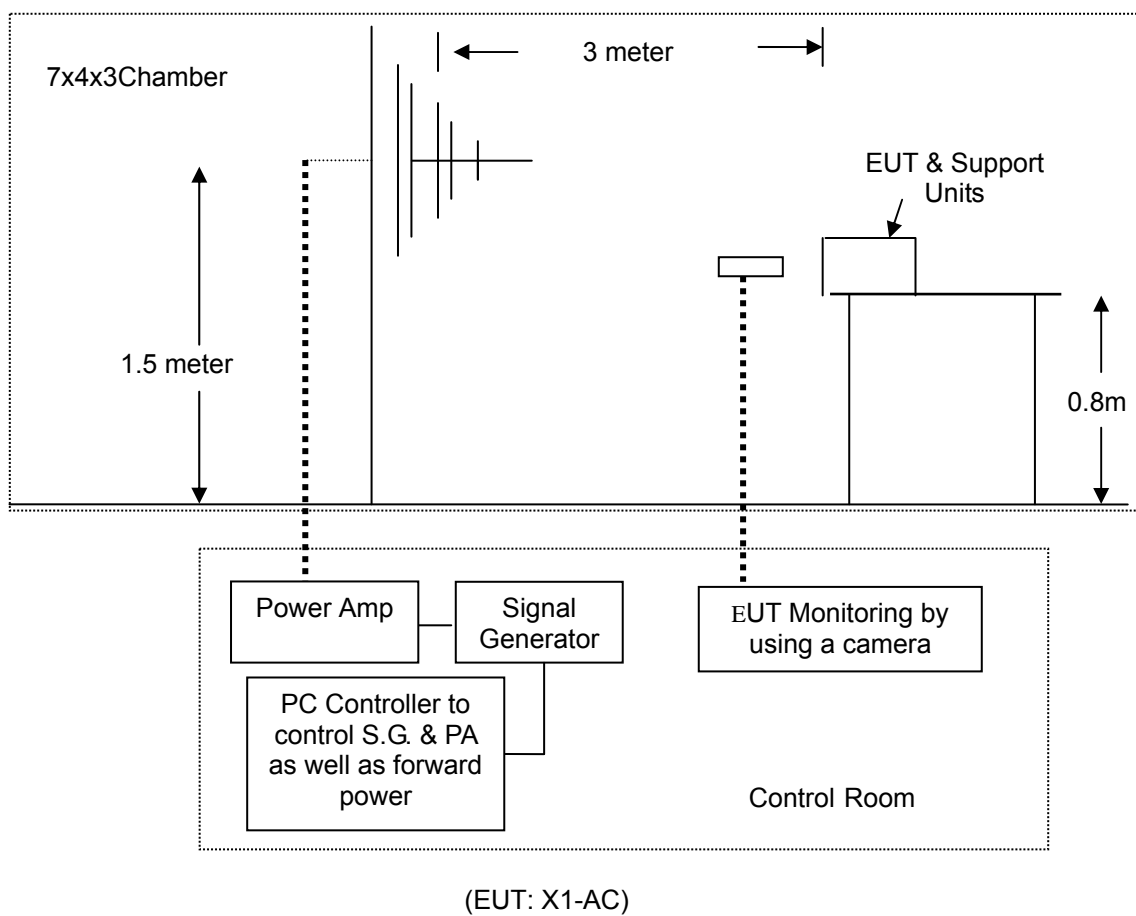 3 meter
7x4x3Chamber
EUT & Support
Units
1.5 meter
0.8m
Power Amp
Signal
Generator
EUT Monitoring by
using a camera
PC Controller to
control S.G. & PA
as well as forward
power
Control Room
(EUT: X1-AC)